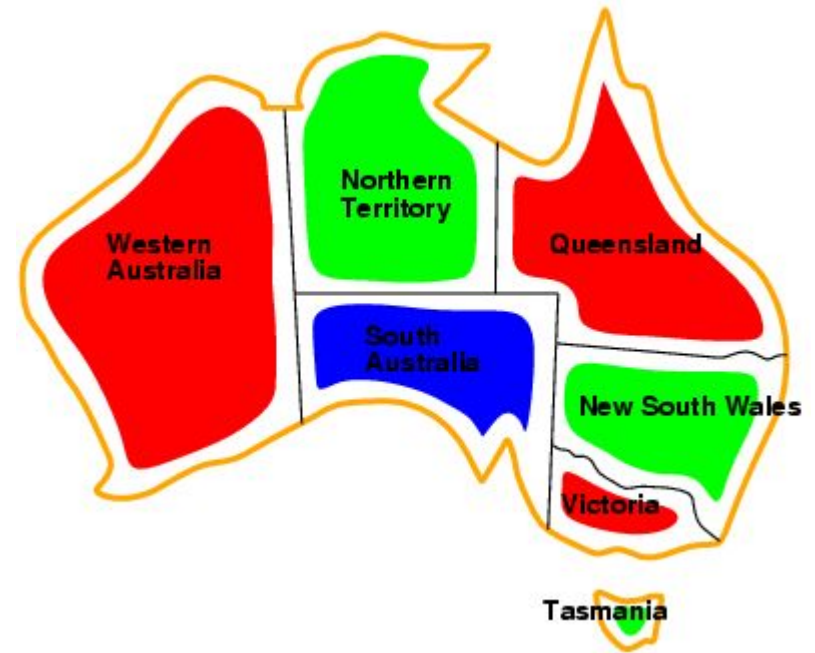 Northern
Territory
Western
Australia
Queensland
South
Australia
New South Wales
Victoria
Tasmania